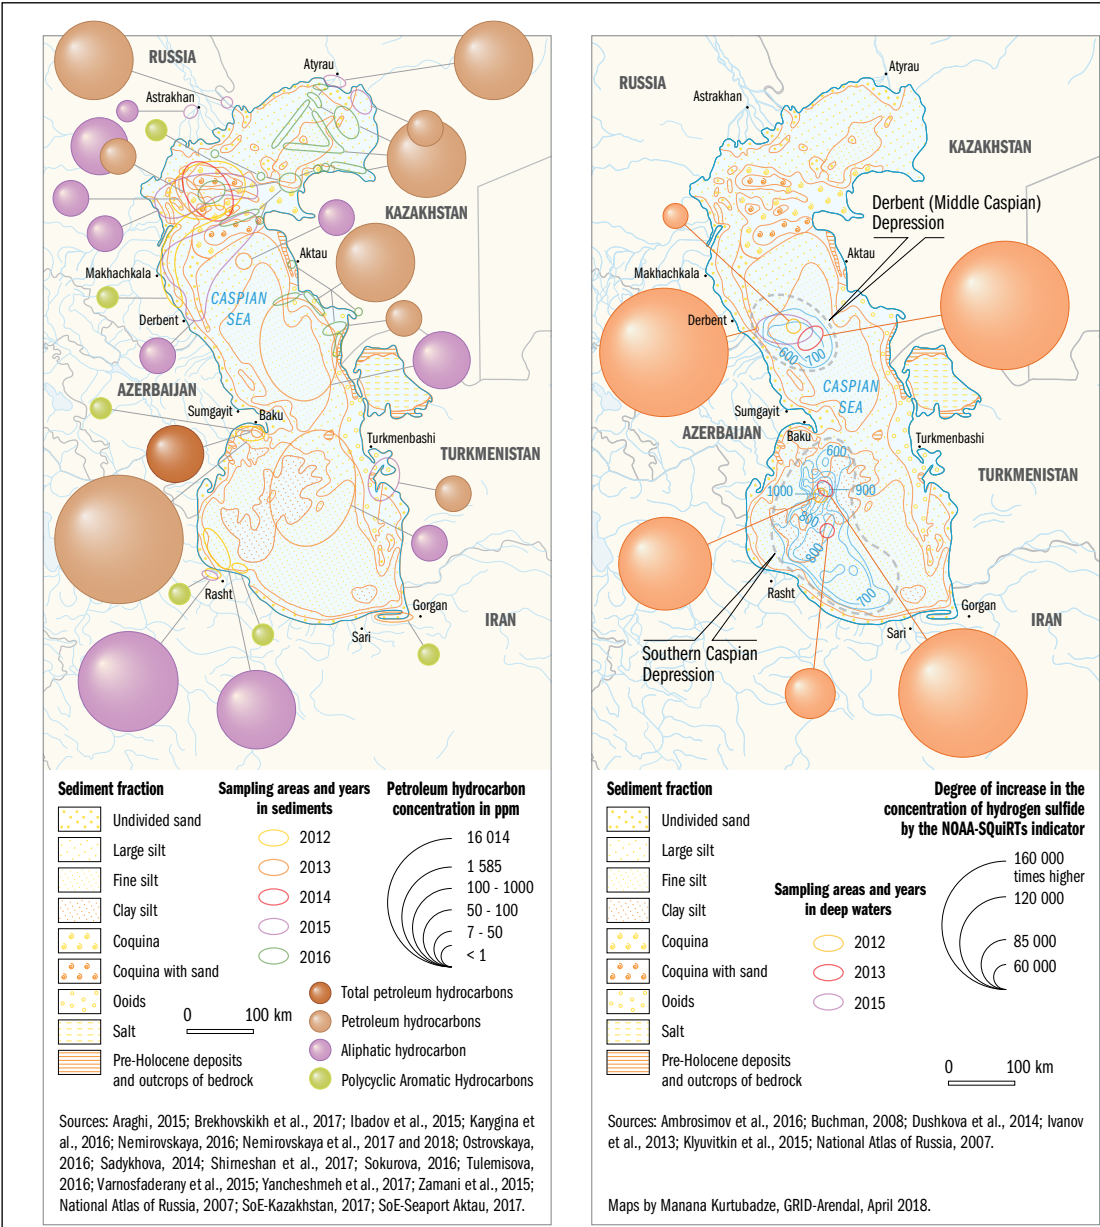 RUSSIA
Atyrau
Astrakhan
KAZAKHSTAN
Aktau
Makhachkala
CASPIAN
SEA
Derbent
AZERBAIJAN
Sumgayit
Baku
Turkmenbashi
TURKMENISTAN
Rasht
Gorgan
IRAN
Sari
Sediment fraction
Undivided sand
Large silt
Fine silt
Clay silt
Coquina
Coquina with sand
Ooids
Salt
Pre-Holocene deposits
and outcrops of bedrock
Sampling areas and years
in sediments
2012
2013
2014
2015
2016
0 100 km
Petroleum hydrocarbon
concentration in ppm
16 014
1 585
100 - 1000
50 - 100
7 - 50
< 1
Total petroleum hydrocarbons
Petroleum hydrocarbons
Aliphatic hydrocarbon
Polycyclic Aromatic Hydrocarbons
Sources: Araghi, 2015; Brekhovskikh et al., 2017; Ibadov et al., 2015; Karygina et
al., 2016; Nemirovskaya, 2016; Nemirovskaya et al., 2017 and 2018; Ostrovskaya,
2016; Sadykhova, 2014; Shimeshan et al., 2017; Sokurova, 2016; Tulemisova,
2016; Varnosfaderany et al., 2015; Yancheshmeh et al., 2017; Zamani et al., 2015;
National Atlas of Russia, 2007; SoE-Kazakhstan, 2017; SoE-Seaport Aktau, 2017.
RUSSIA
Atyrau
Astrakhan
KAZAKHSTAN
Derbent (Middle Caspian)
Depression
Aktau
Makhachkala
Derbent
600
700
CASPIAN
SEA
Sumgayit
AZERBAIJAN
Baku
Turkmenbashi
600
TURKMENISTAN
1000
900
800
800
700
Rasht
Gorgan
IRAN
Sari
Southern Caspian
Depression
Sediment fraction
Undivided sand
Large silt
Fine silt
Clay silt
Coquina
Coquina with sand
Ooids
Salt
Pre-Holocene deposits
and outcrops of bedrock
Sampling areas and years
in deep waters
2012
2013
2015
Degree of increase in the
concentration of hydrogen sulfide
by the NOAA-SQuiRTs indicator
160 000
times higher
120 000
85 000
60 000
0 100 km
Sources: Ambrosimov et al., 2016; Buchman, 2008; Dushkova et al., 2014; Ivanov
et al., 2013; Klyuvitkin et al., 2015; National Atlas of Russia, 2007.
Maps by Manana Kurtubadze, GRID-Arendal, April 2018.